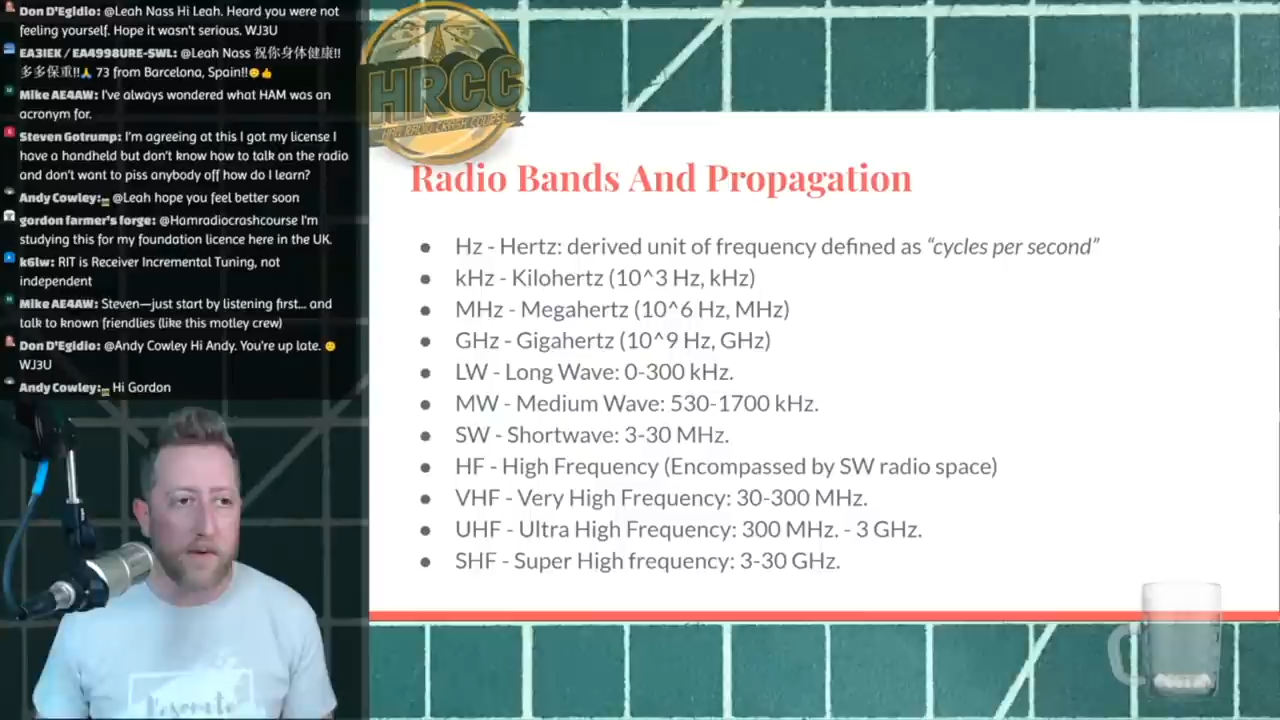 Don D'Egidio: @Leah Nass Hi Leah. Heard you were not
feeling yourself. Hope it wasn't serious. WJ3U
EA3IEK / EA4998URE-SWL: @Leah Nass 祝你身体健康!!
多多保重!!🙏 73 from Barcelona, Spain!!😊👍
Mike AE4AW: I've always wondered what HAM was an
acronym for.
Steven Gotrump: I'm agreeing at this I got my license I
have a handheld but don't know how to talk on the radio
and don't want to piss anybody off how do I learn?
Andy Cowley: @Leah hope you feel better soon
gordon farmer's forge: @Hamradiocrashcourse I'm
studying this for my foundation licence here in the UK.
k6lw: RIT is Receiver Incremental Tuning, not
independent
Mike AE4AW: Steven—just start by listening first... and
talk to known friendlies (like this motley crew)
Don D'Egidio: @Andy Cowley Hi Andy. You're up late. 🙂
WJ3U
Andy Cowley: Hi Gordon
HRCC
HAM RADIO CRASH COURSE
Radio Bands And Propagation
● Hz - Hertz: derived unit of frequency defined as “cycles per second”
● kHz - Kilohertz (10^3 Hz, kHz)
● MHz - Megahertz (10^6 Hz, MHz)
● GHz - Gigahertz (10^9 Hz, GHz)
● LW - Long Wave: 0-300 kHz.
● MW - Medium Wave: 530-1700 kHz.
● SW - Shortwave: 3-30 MHz.
● HF - High Frequency (Encompassed by SW radio space)
● VHF - Very High Frequency: 30-300 MHz.
● UHF - Ultra High Frequency: 300 MHz. - 3 GHz.
● SHF - Super High frequency: 3-30 GHz.